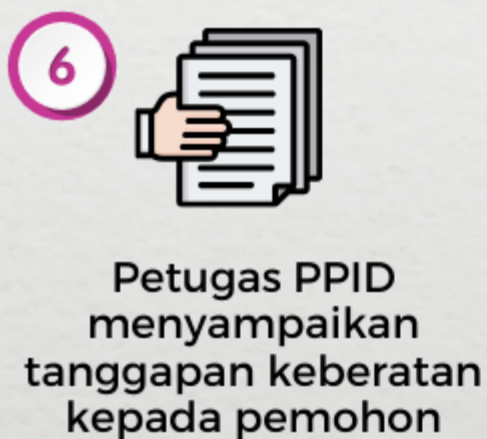 6
Petugas PPID
menyampaikan
tanggapan keberatan
kepada pemohon